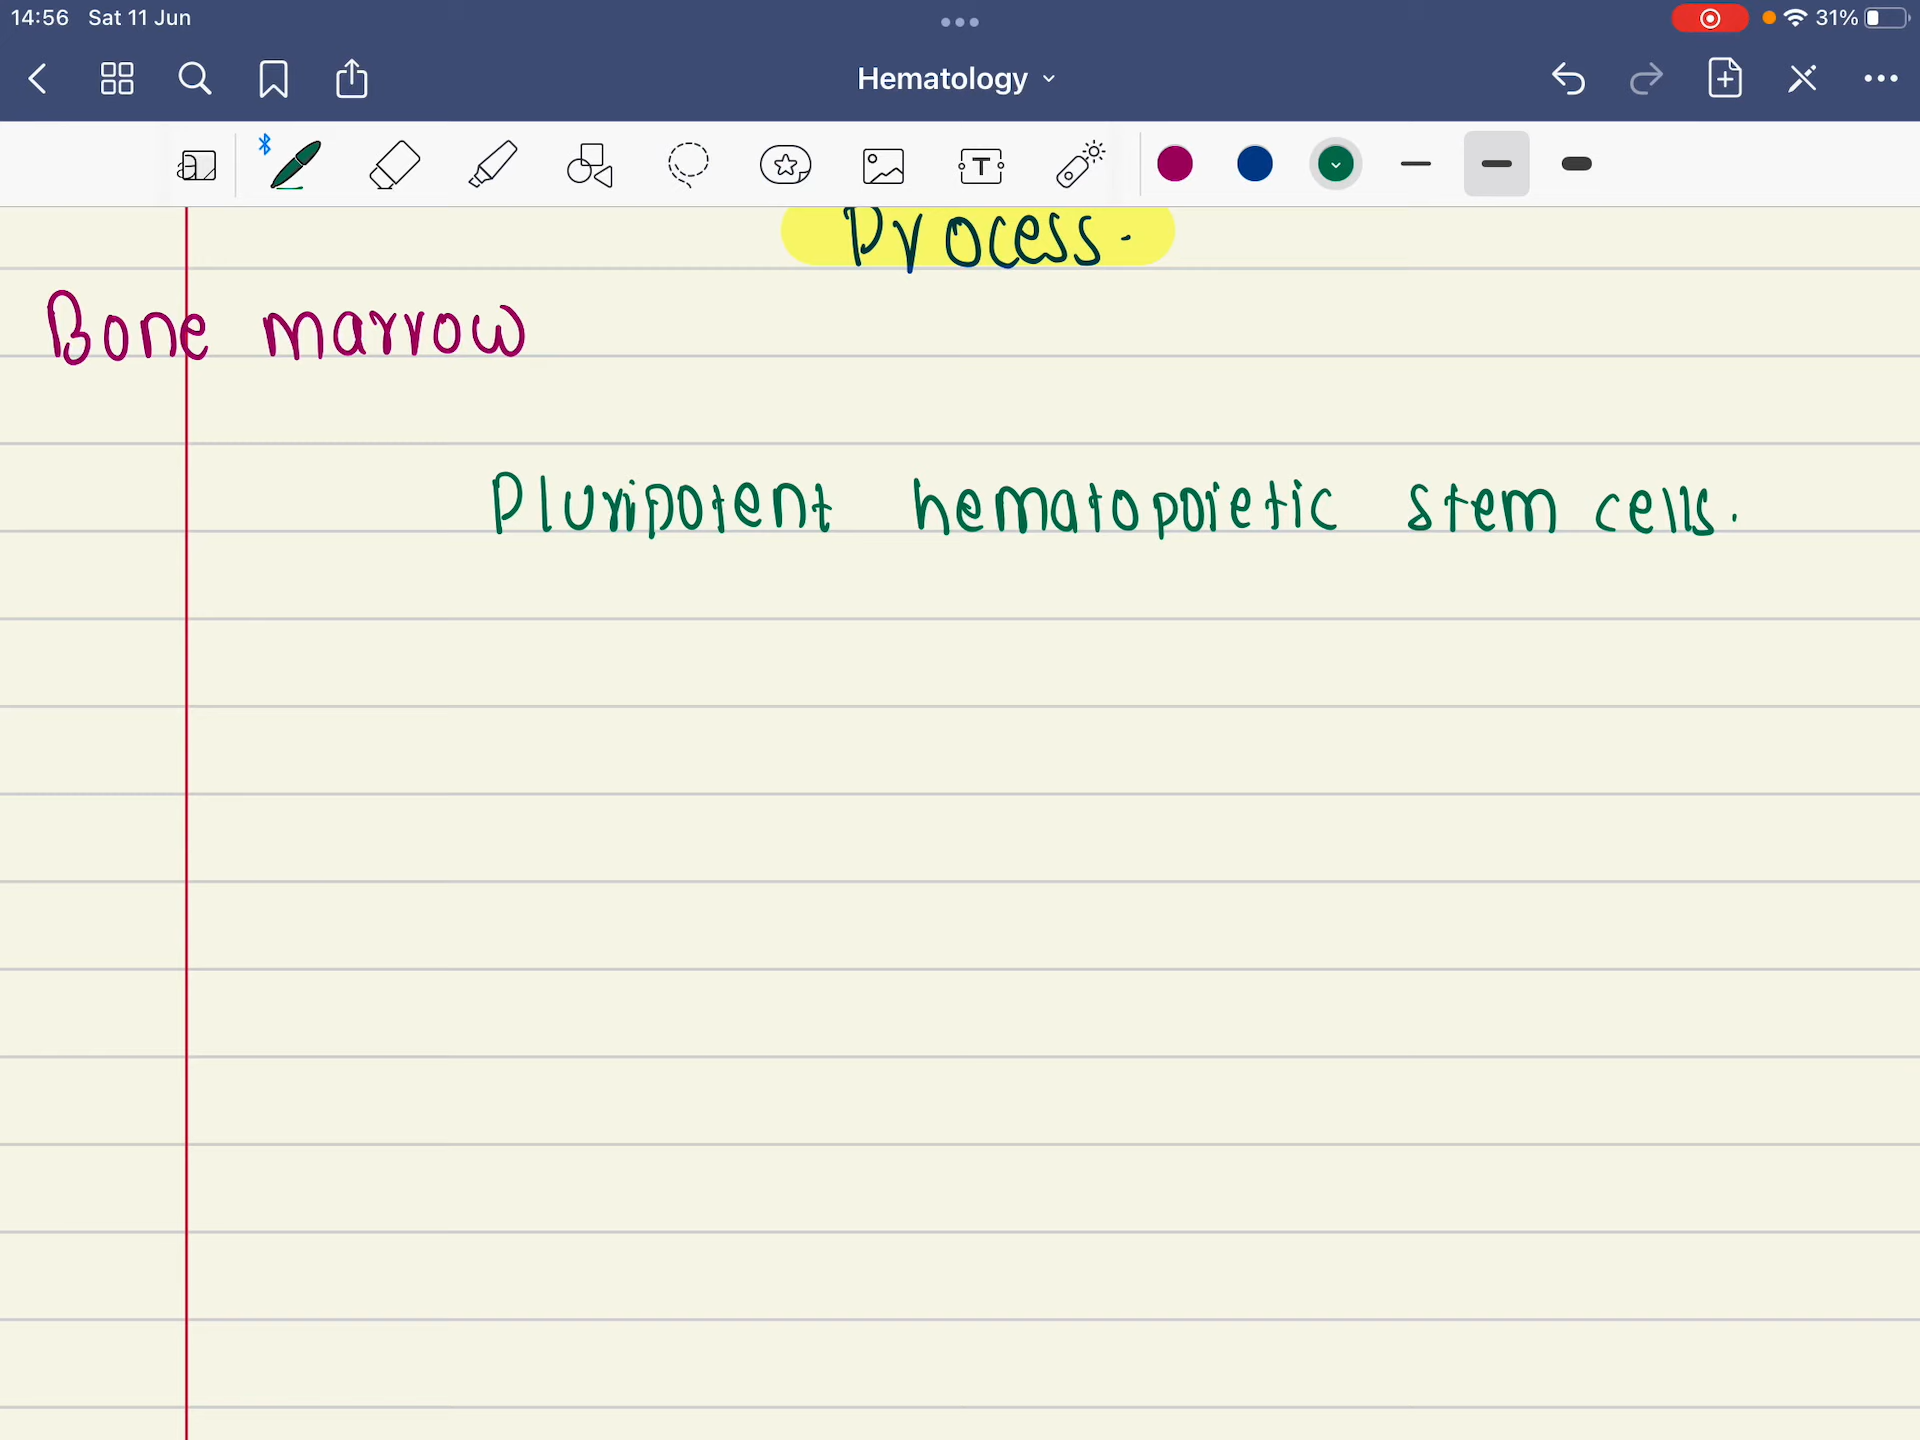 14:56 Sat 11 Jun
31%
Hematology
Process.
Bone marrow
Pluripotent hematopoietic stem cells.